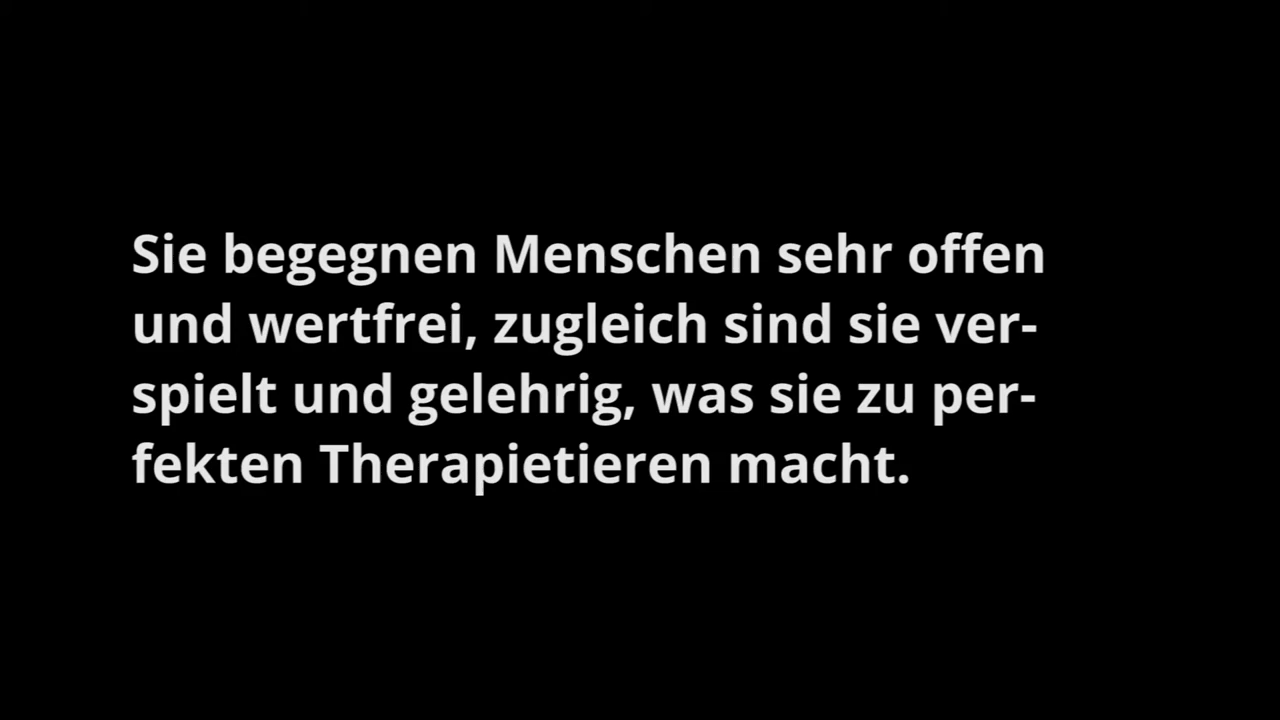 Sie begegnen Menschen sehr offen
und wertfrei, zugleich sind sie ver-
spielt und gelehrig, was sie zu per-
fekten Therapietieren macht.